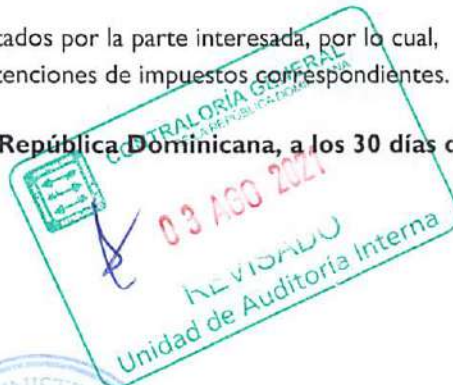 tados por la parte interesada, por lo cual,
tenciones de impuestos correspondientes.
CONTRALORÍA GENERAL
DE LA REPÚBLICA DOMINICANA
República Dominicana, a los 30 días d
03 AGO 2021
REVISADO
Unidad de Auditoría Interna